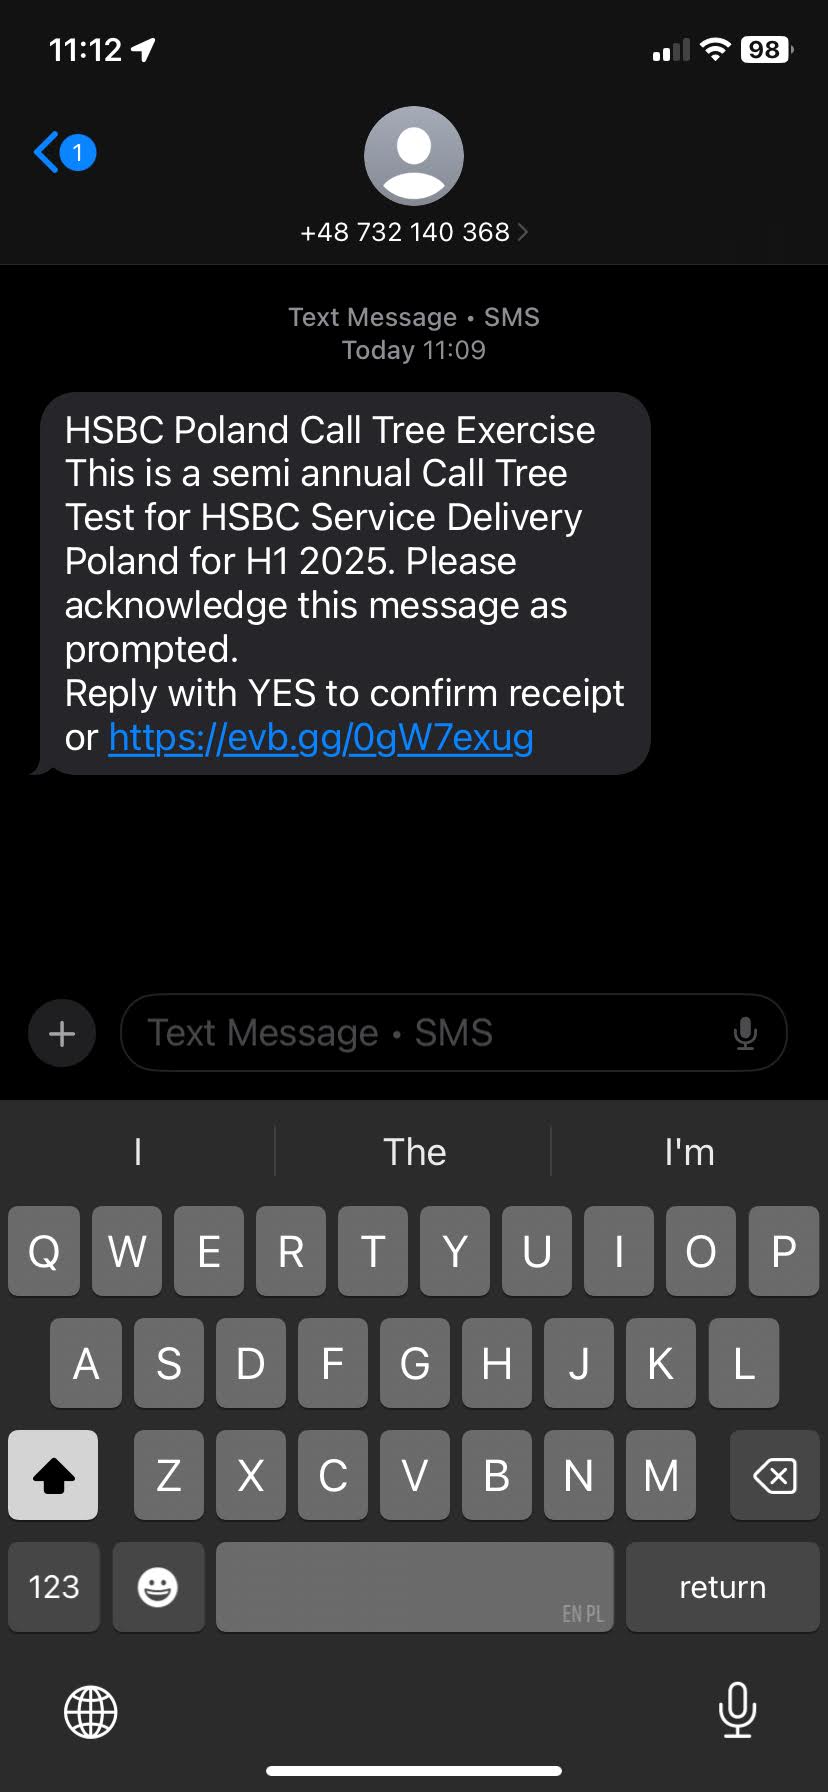 11:12
98
1
+48 732 140 368
Text Message • SMS
Today 11:09
HSBC Poland Call Tree Exercise
This is a semi annual Call Tree
Test for HSBC Service Delivery
Poland for H1 2025. Please
acknowledge this message as
prompted.
Reply with YES to confirm receipt
or https://evb.gg/0gW7exug
Text Message • SMS
I The I'm
Q W E R T Y U I O P
A S D F G H J K L
Z X C V B N M
123 EN PL return